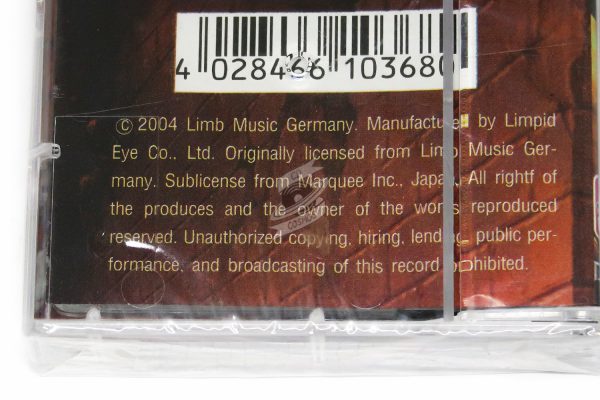 4 028466 103680
© 2004 Limb Music Germany. Manufactured by Limpid
Eye Co., Ltd. Originally licensed from Limb Music Ger-
many. Sublicense from Marquee Inc., Japan, All rightf of
the produces and the owner of the works reproduced
reserved. Unauthorized copying, hiring, lending, public per-
formance, and broadcasting of this record prohibited.